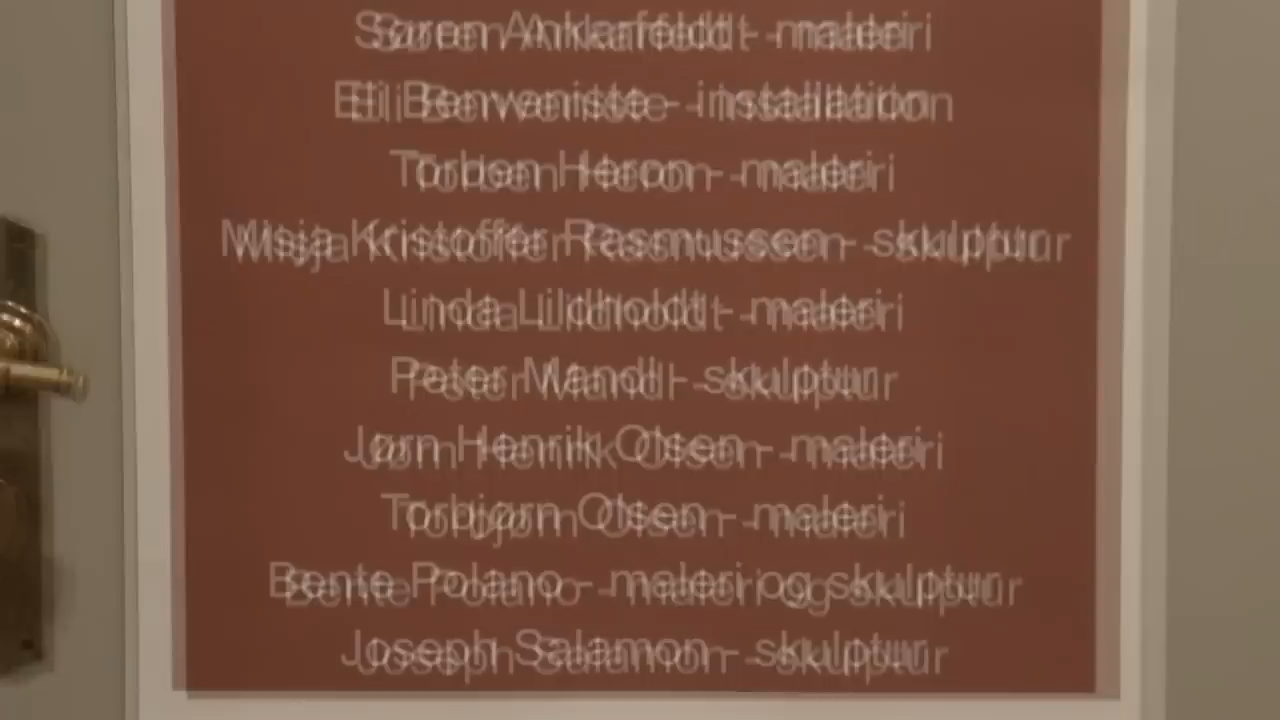 Søren Ankarfeldt - maleri
Eli Benveniste - installation
Torben Heron - maleri
Misja Kristoffer Rasmussen - skulptur
Linda Lildholdt - maleri
Peter Mandl - skulptur
Jørn Henrik Olsen - maleri
Torbjørn Olsen - maleri
Bente Polano - maleri og skulptur
Joseph Salamon - skulptur